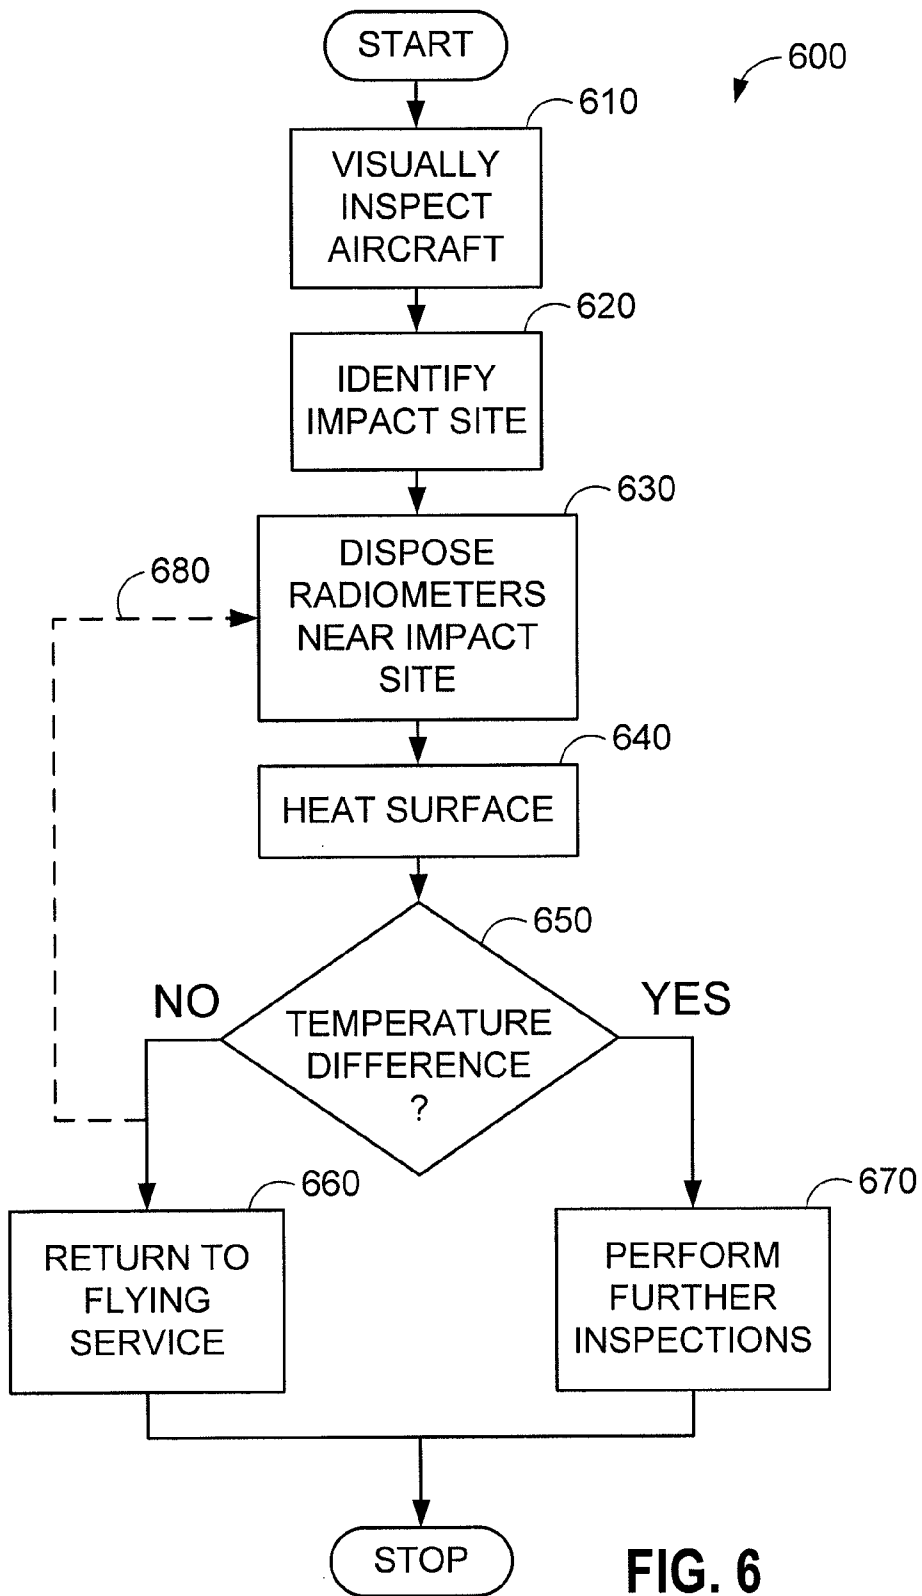 START
600
610
VISUALLY
INSPECT
AIRCRAFT
620
IDENTIFY
IMPACT SITE
630
DISPOSE
RADIOMETERS
NEAR IMPACT
SITE
680
640
HEAT SURFACE
650
NO
YES
TEMPERATURE
DIFFERENCE
?
660
RETURN TO
FLYING
SERVICE
670
PERFORM
FURTHER
INSPECTIONS
STOP
FIG. 6